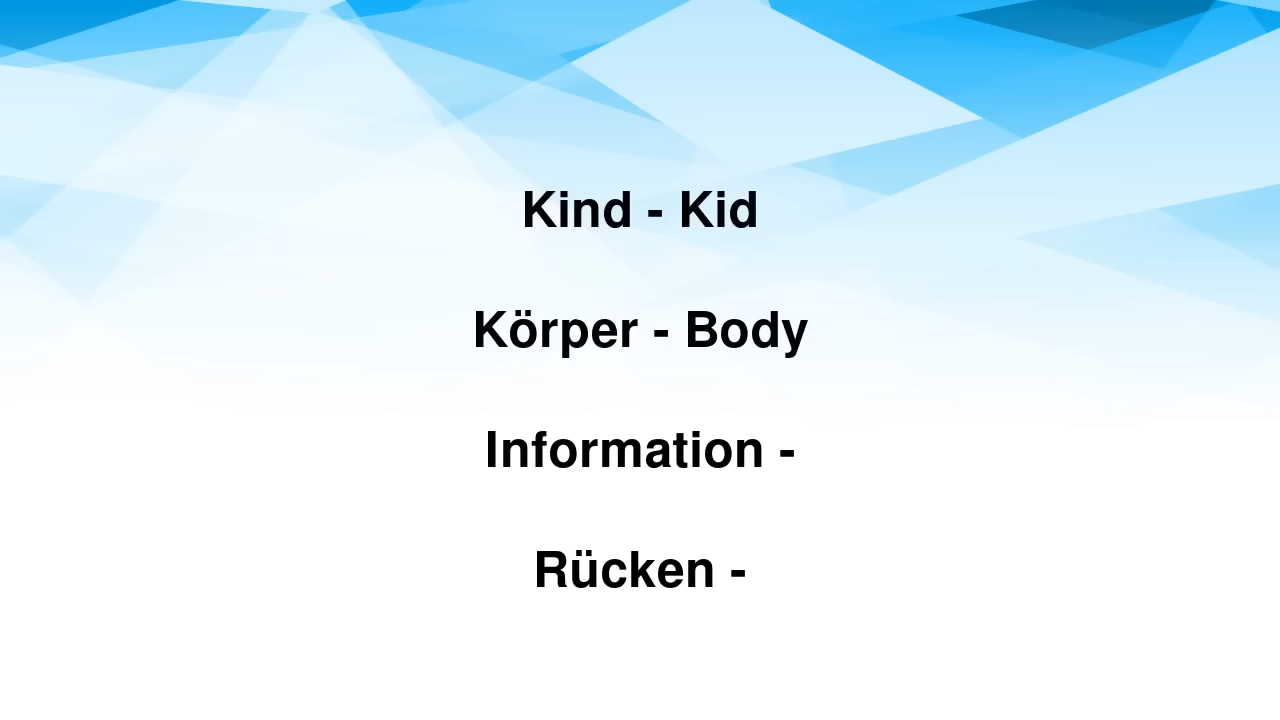 Kind - Kid
Körper - Body
Information -
Rücken -